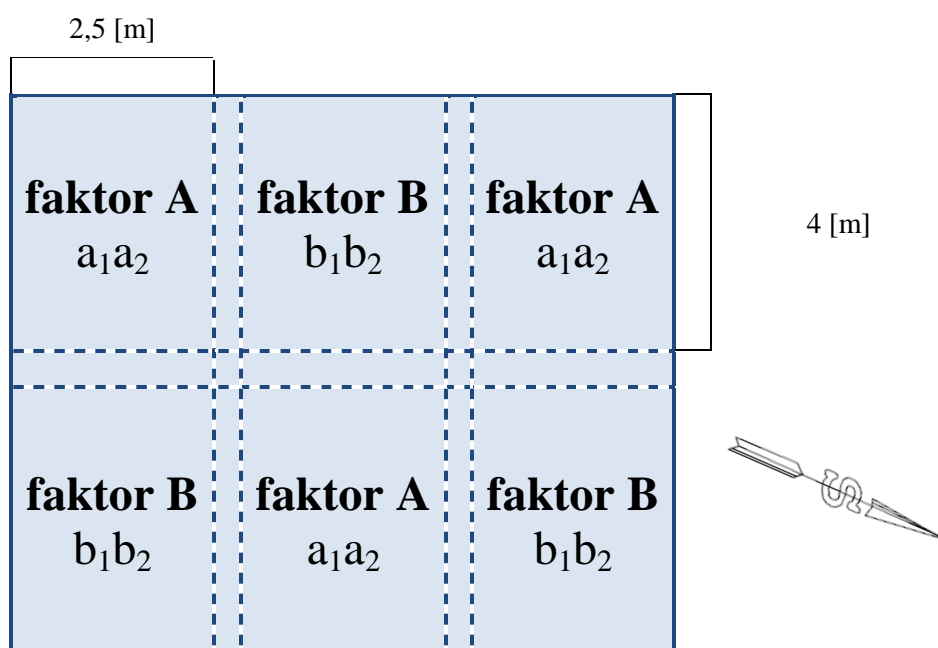 2,5 [m]
faktor A
a₁a₂
faktor B
b₁b₂
faktor A
a₁a₂
4 [m]
faktor B
b₁b₂
faktor A
a₁a₂
faktor B
b₁b₂
S